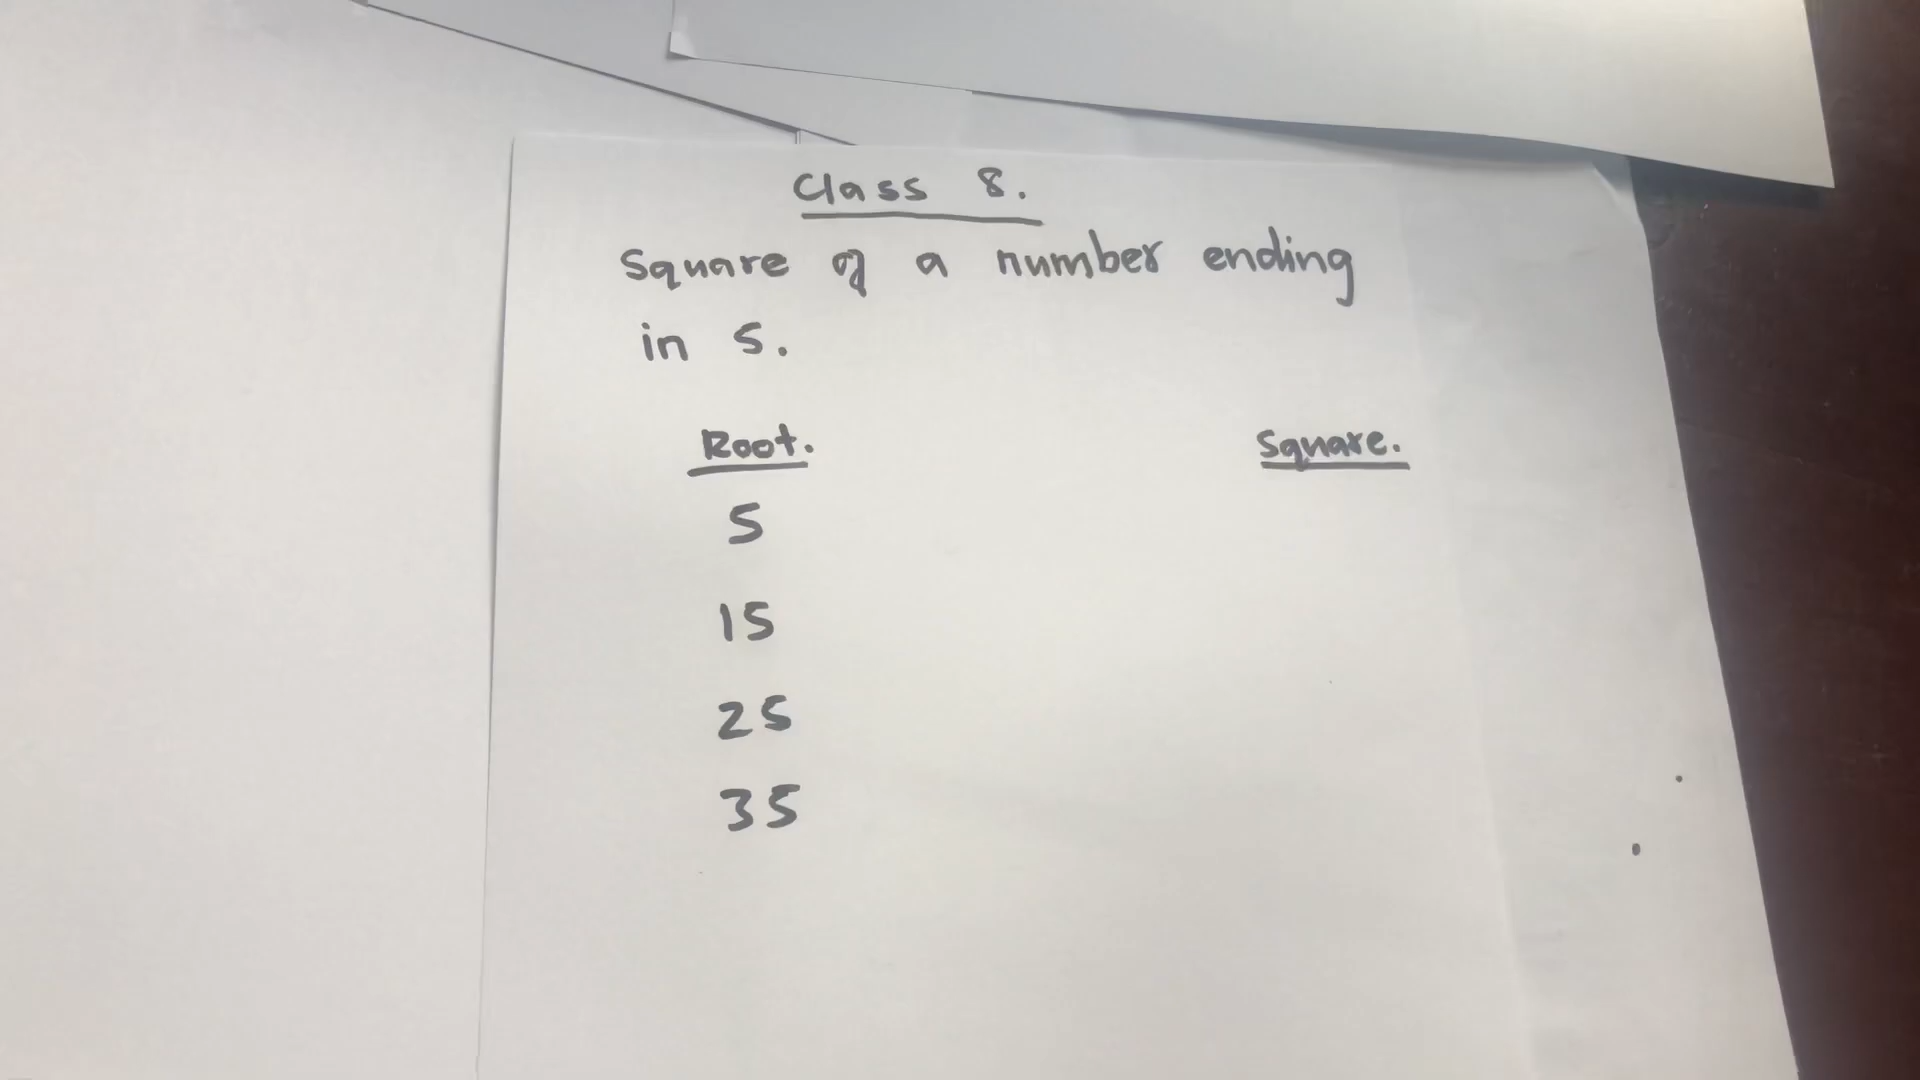 Class 8.
Square of a number ending
in 5.
Root. Square.
5
15
25
35